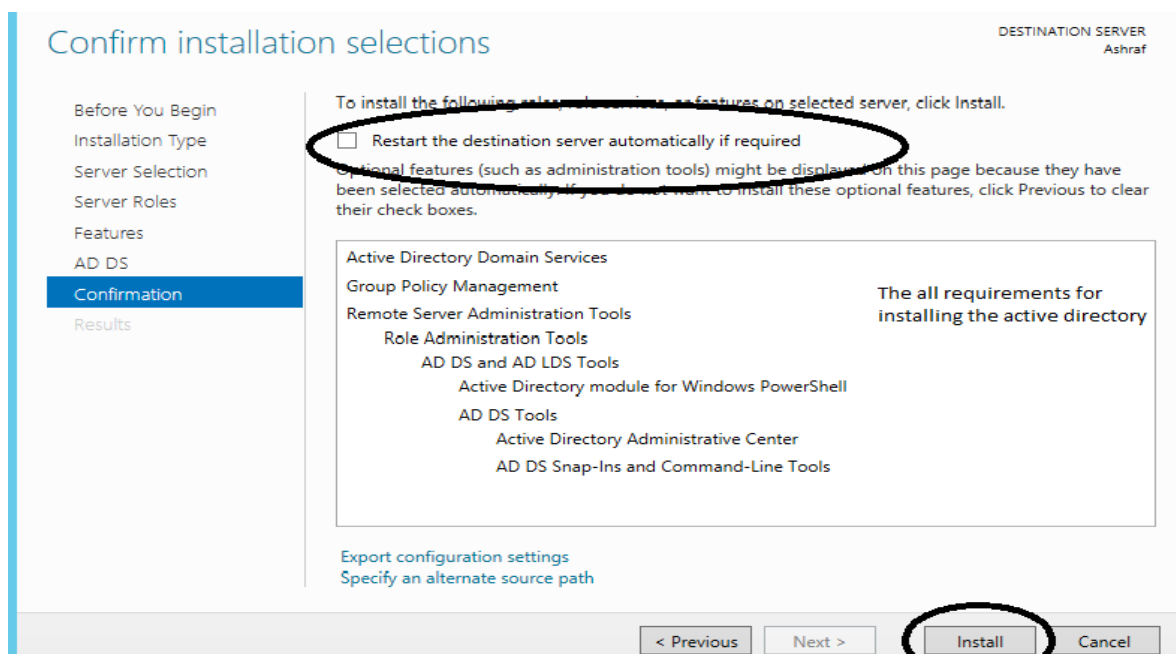 Confirm installation selections
DESTINATION SERVER
Ashraf
Before You Begin
Installation Type
Server Selection
Server Roles
Features
AD DS
Confirmation
Results
To install the following roles, role services, or features on selected server, click Install.
Restart the destination server automatically if required
Optional features (such as administration tools) might be displayed on this page because they have
been selected automatically. If you do not want to install these optional features, click Previous to clear
their check boxes.
Active Directory Domain Services
Group Policy Management
Remote Server Administration Tools
Role Administration Tools
AD DS and AD LDS Tools
Active Directory module for Windows PowerShell
AD DS Tools
Active Directory Administrative Center
AD DS Snap-Ins and Command-Line Tools
The all requirements for
installing the active directory
Export configuration settings
Specify an alternate source path
< Previous
Next >
Install
Cancel